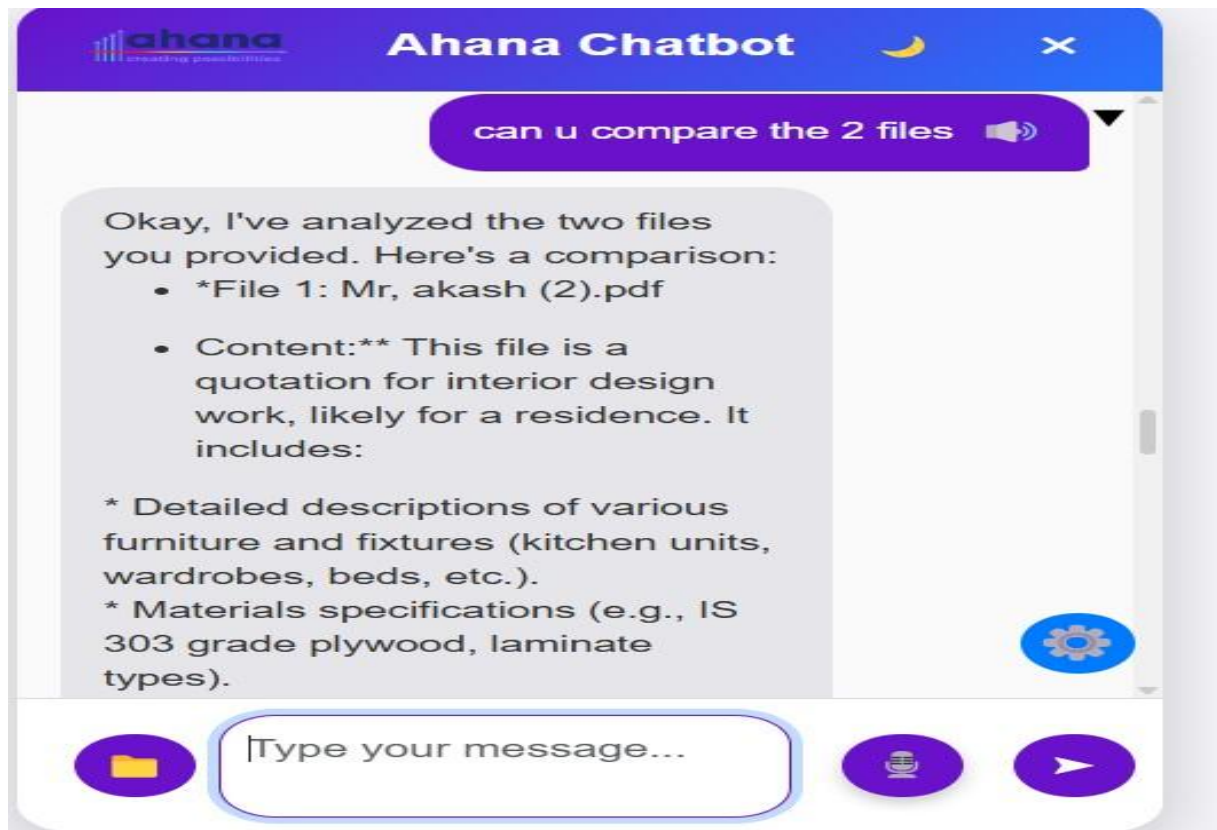 ahana
creating possibilities
Ahana Chatbot
can u compare the 2 files
Okay, I've analyzed the two files
you provided. Here's a comparison:
• *File 1: Mr, akash (2).pdf
• Content:** This file is a
quotation for interior design
work, likely for a residence. It
includes:
* Detailed descriptions of various
furniture and fixtures (kitchen units,
wardrobes, beds, etc.).
* Materials specifications (e.g., IS
303 grade plywood, laminate
types).
Type your message...